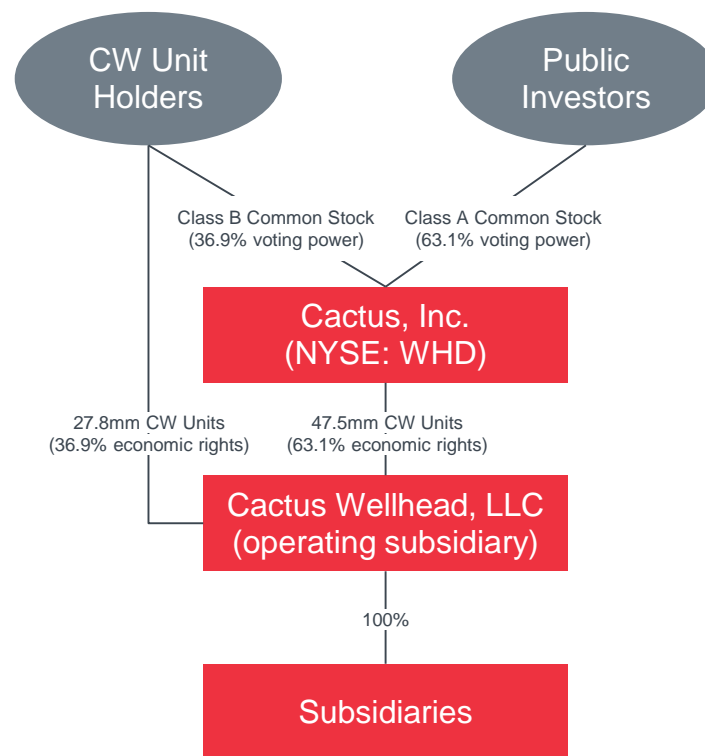 CW Unit
Holders
Public
Investors
Class B Common Stock
(36.9% voting power)
Class A Common Stock
(63.1% voting power)
Cactus, Inc.
(NYSE: WHD)
27.8mm CW Units
(36.9% economic rights)
47.5mm CW Units
(63.1% economic rights)
Cactus Wellhead, LLC
(operating subsidiary)
100%
Subsidiaries